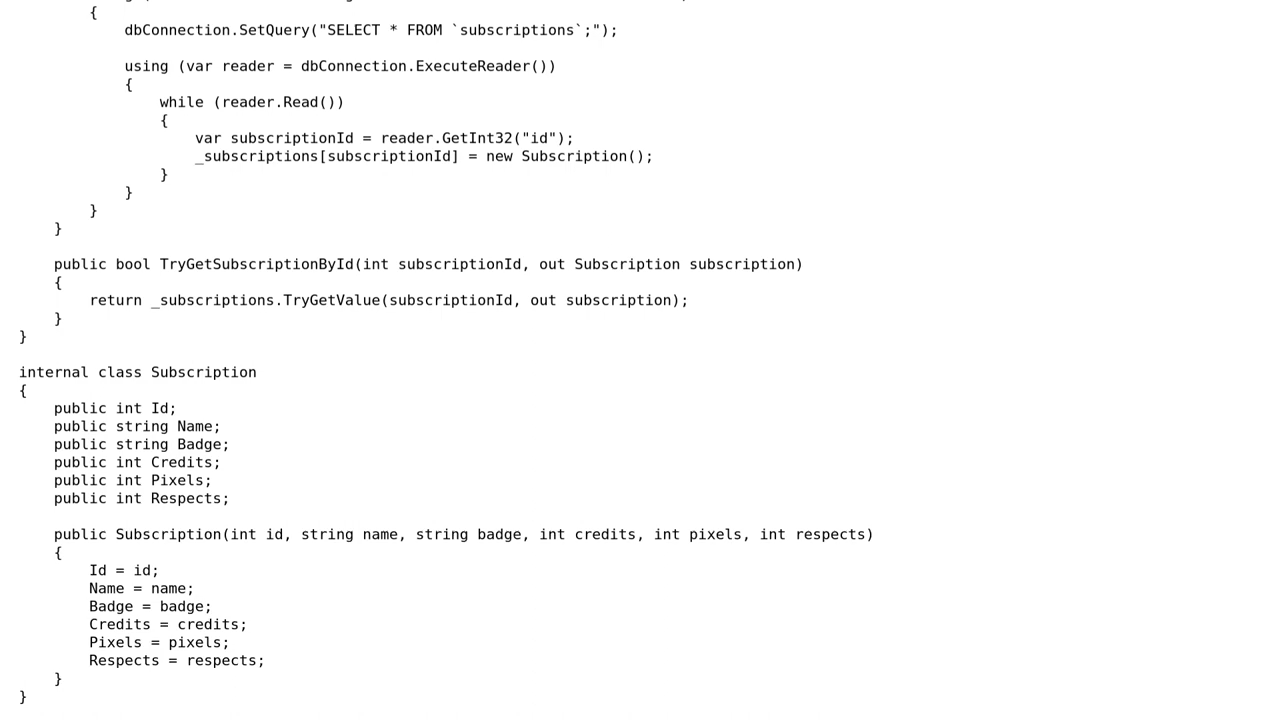 {
dbConnection.SetQuery("SELECT * FROM `subscriptions`;");
using (var reader = dbConnection.ExecuteReader())
{
while (reader.Read())
{
var subscriptionId = reader.GetInt32("id");
_subscriptions[subscriptionId] = new Subscription();
}
}
}
}
public bool TryGetSubscriptionById(int subscriptionId, out Subscription subscription)
{
return _subscriptions.TryGetValue(subscriptionId, out subscription);
}
}
internal class Subscription
{
public int Id;
public string Name;
public string Badge;
public int Credits;
public int Pixels;
public int Respects;
public Subscription(int id, string name, string badge, int credits, int pixels, int respects)
{
Id = id;
Name = name;
Badge = badge;
Credits = credits;
Pixels = pixels;
Respects = respects;
}
}